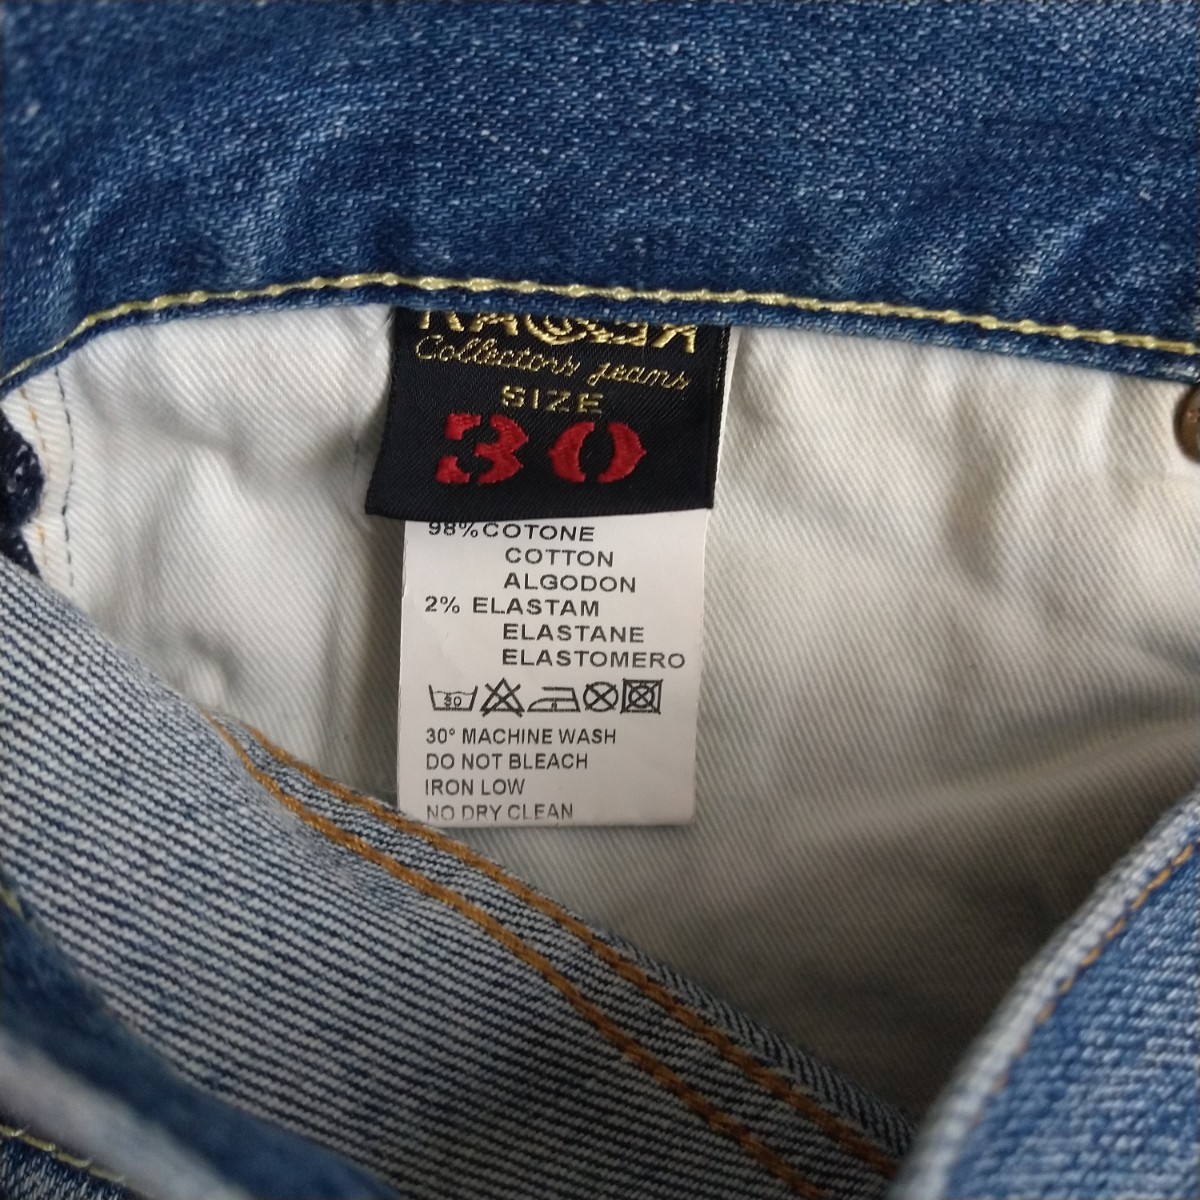 Collectors jeans
SIZE
30
98% COTONE
COTTON
ALGODON
2% ELASTAM
ELASTANE
ELASTOMERO
30
30° MACHINE WASH
DO NOT BLEACH
IRON LOW
NO DRY CLEAN